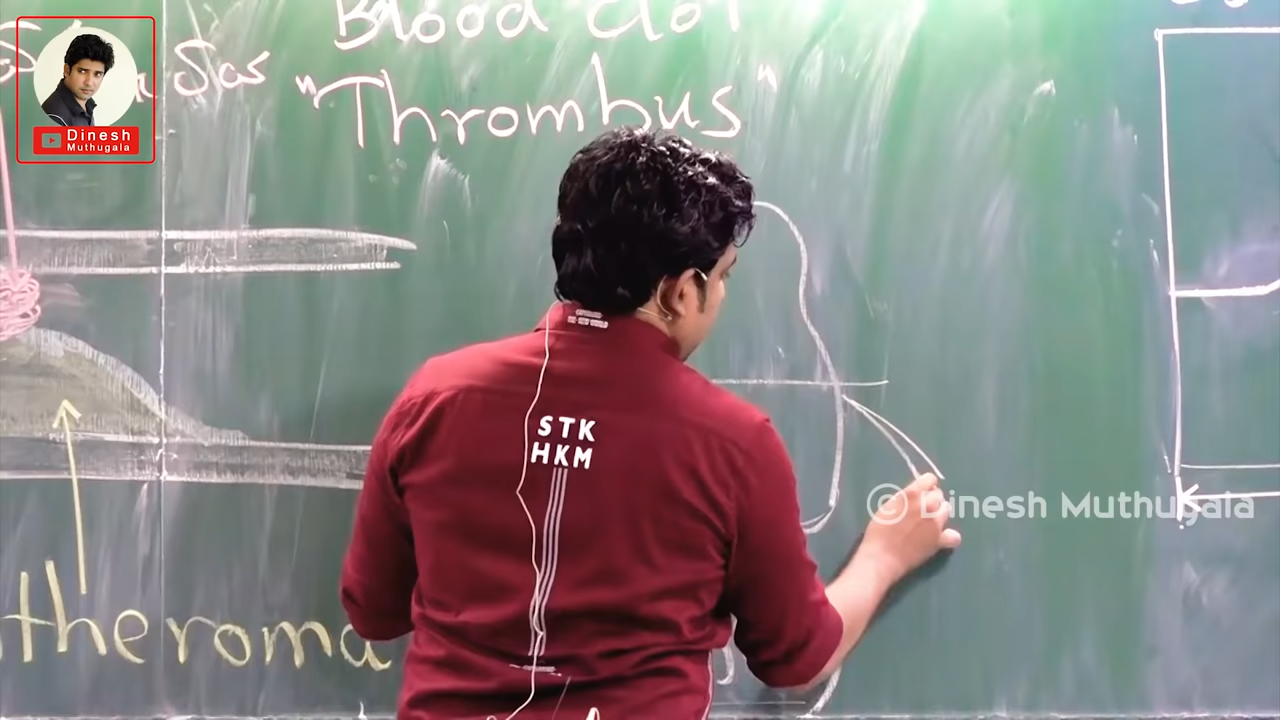 Blood clot
"Thrombus"
Dinesh
Muthugala
STK
HKM
© Dinesh Muthugala
theroma